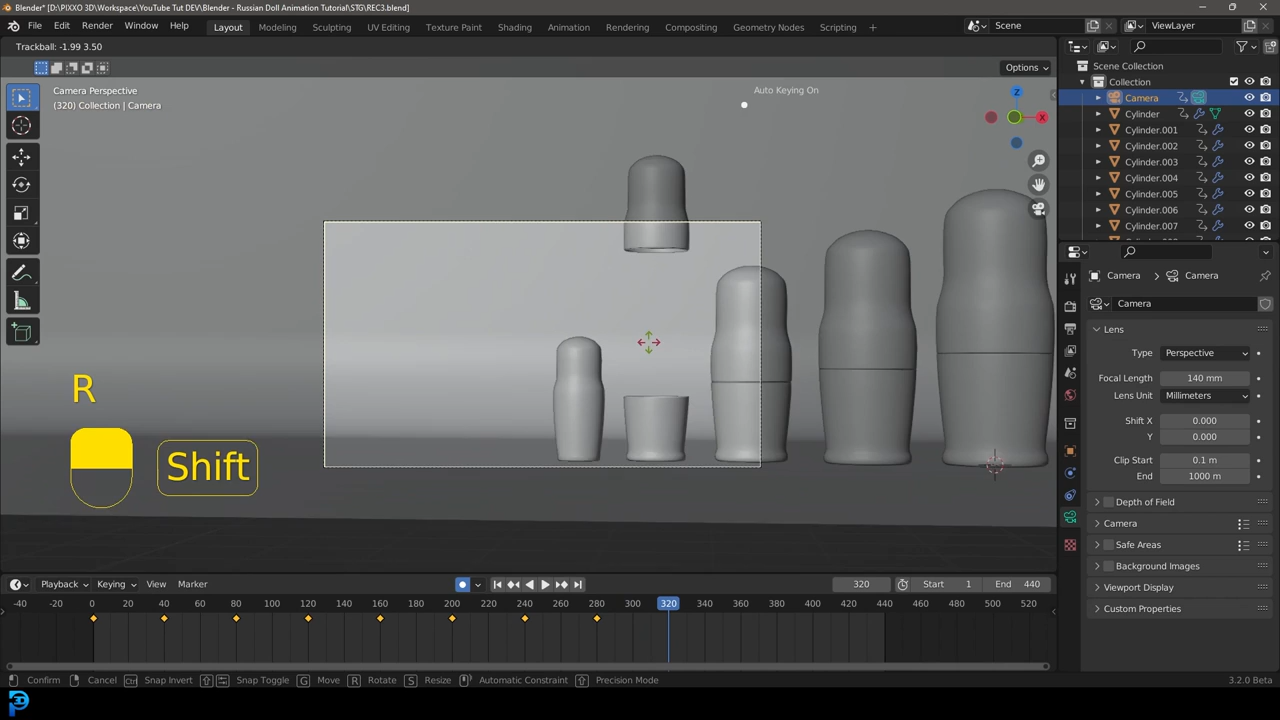 Blender* [D:\PIXXO 3D\Workspace\YouTube Tut DEV\Blender - Russian Doll Animation Tutorial\STG\REC3.blend]
File Edit Render Window Help Layout Modeling Sculpting UV Editing Texture Paint Shading Animation Rendering Compositing Geometry Nodes Scripting Scene ViewLayer
Trackball: -1.99 3.50
Options
Camera Perspective
(320) Collection | Camera
Auto Keying On
Z
X
R
Shift
Scene Collection
Collection
Camera
Cylinder
Cylinder.001
Cylinder.002
Cylinder.003
Cylinder.004
Cylinder.005
Cylinder.006
Cylinder.007
Camera > Camera
Camera
Lens
Type Perspective
Focal Length 140 mm
Lens Unit Millimeters
Shift X 0.000
Y 0.000
Clip Start 0.1 m
End 1000 m
Depth of Field
Camera
Safe Areas
Background Images
Viewport Display
Custom Properties
Playback Keying View Marker 320 Start 1 End 440
-40 -20 0 20 40 60 80 100 120 140 160 180 200 220 240 260 280 300 320 340 360 380 400 420 440 460 480 500 520
Confirm Cancel Ctrl Snap Invert Snap Toggle G Move R Rotate S Resize Automatic Constraint Precision Mode 3.2.0 Beta